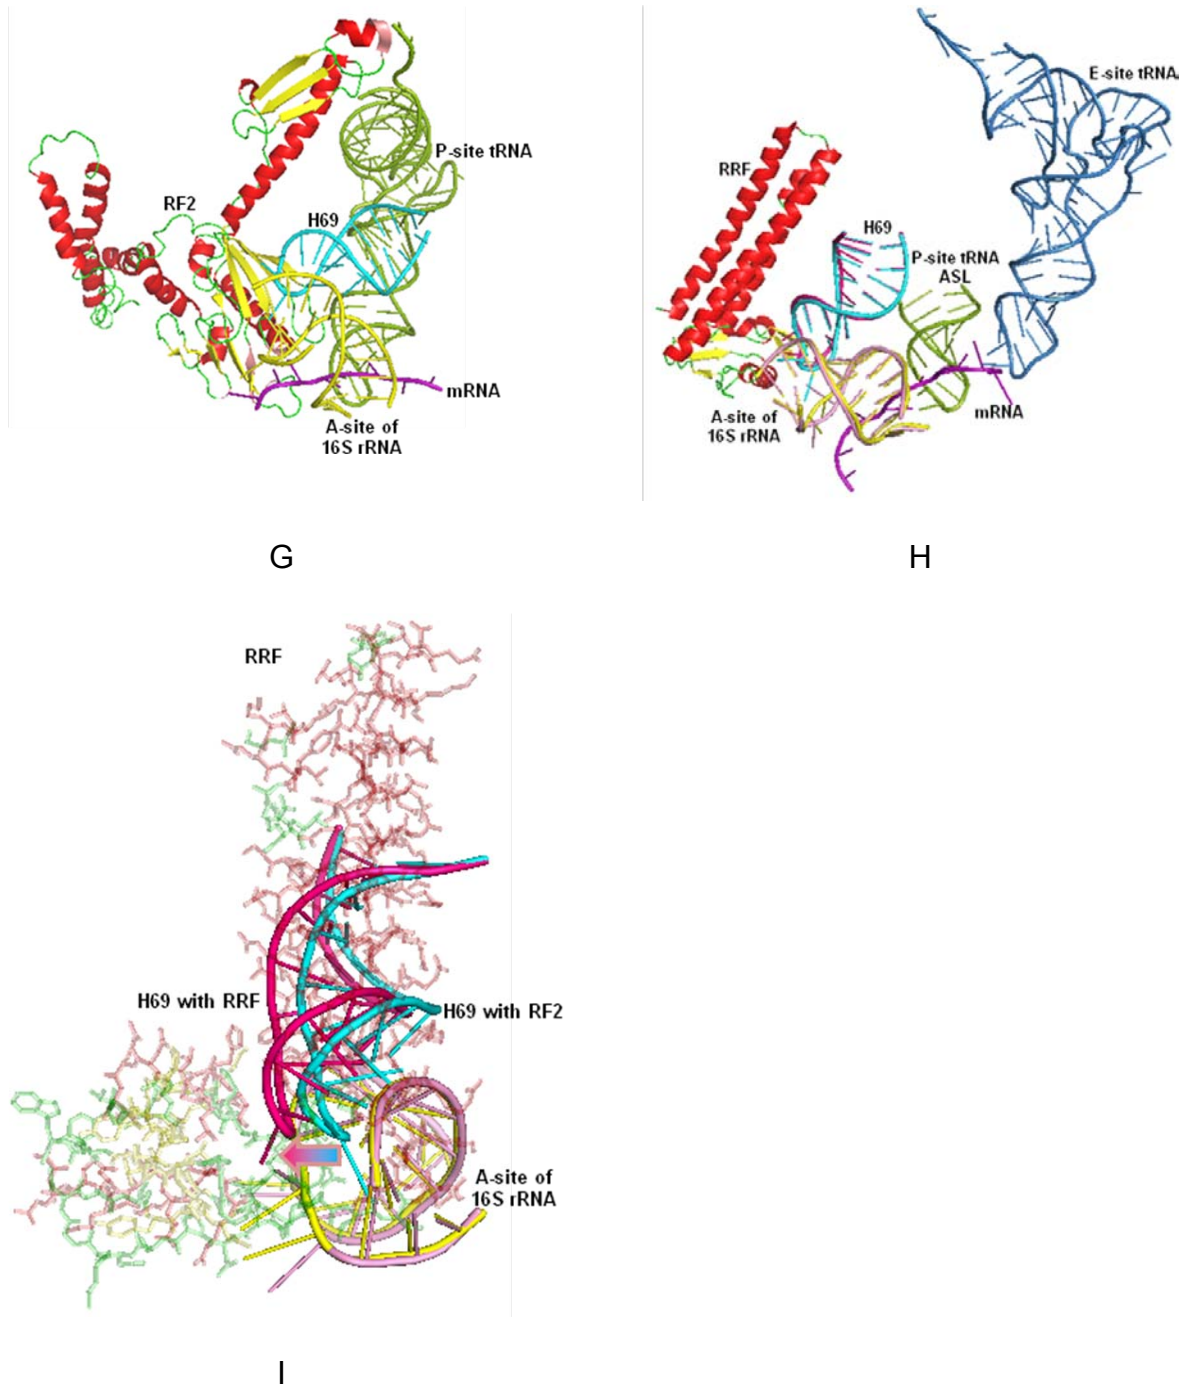 P-site tRNA
RF2
H69
mRNA
A-site of
16S rRNA
G
E-site tRNA
RRF
H69
P-site tRNA
ASL
A-site of
16S rRNA
mRNA
H
RRF
H69 with RRF
H69 with RF2
A-site of
16S rRNA
I